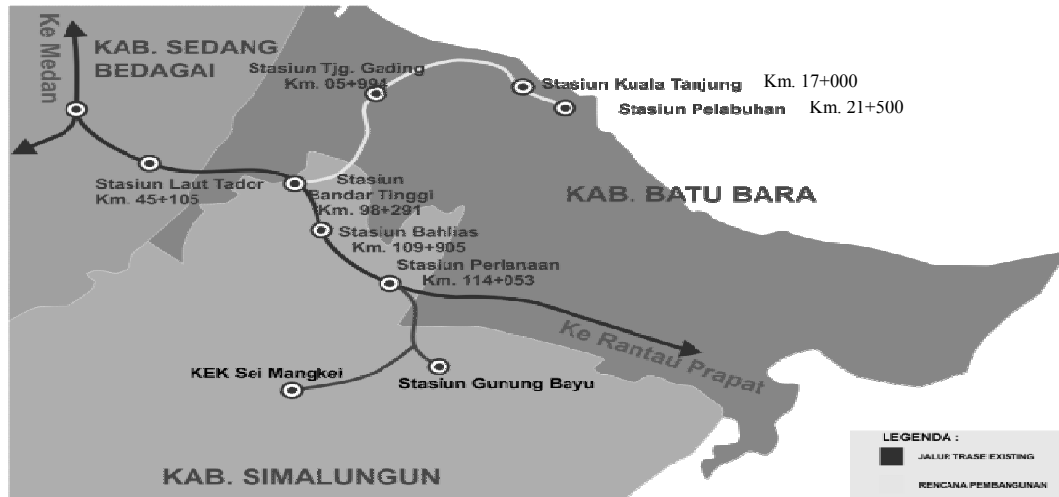 Ke Medan
KAB. SEDANG
BEDAGAI
Stasiun Tjg. Gading
Km. 05+994
Stasiun Kuala Tanjung Km. 17+000
Stasiun Pelabuhan Km. 21+500
Stasiun Laut Tador
Km. 45+105
Stasiun
Bandar Tinggi
Km. 98+291
KAB. BATU BARA
Stasiun Bahlias
Km. 109+905
Stasiun Perlanaan
Km. 114+053
Ke Rantau Prapat
KEK Sei Mangkei
Stasiun Gunung Bayu
KAB. SIMALUNGUN
LEGENDA :
JALUR TRASE EXISTING
RENCANA PEMBANGUNAN